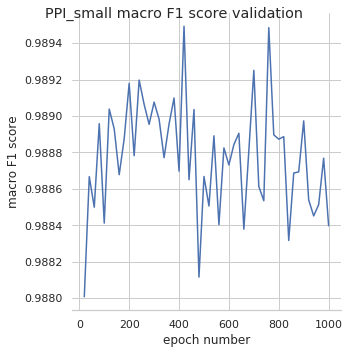 PPI_small macro F1 score validation
macro F1 score
0.9894
0.9892
0.9890
0.9888
0.9886
0.9884
0.9882
0.9880
0 200 400 600 800 1000
epoch number